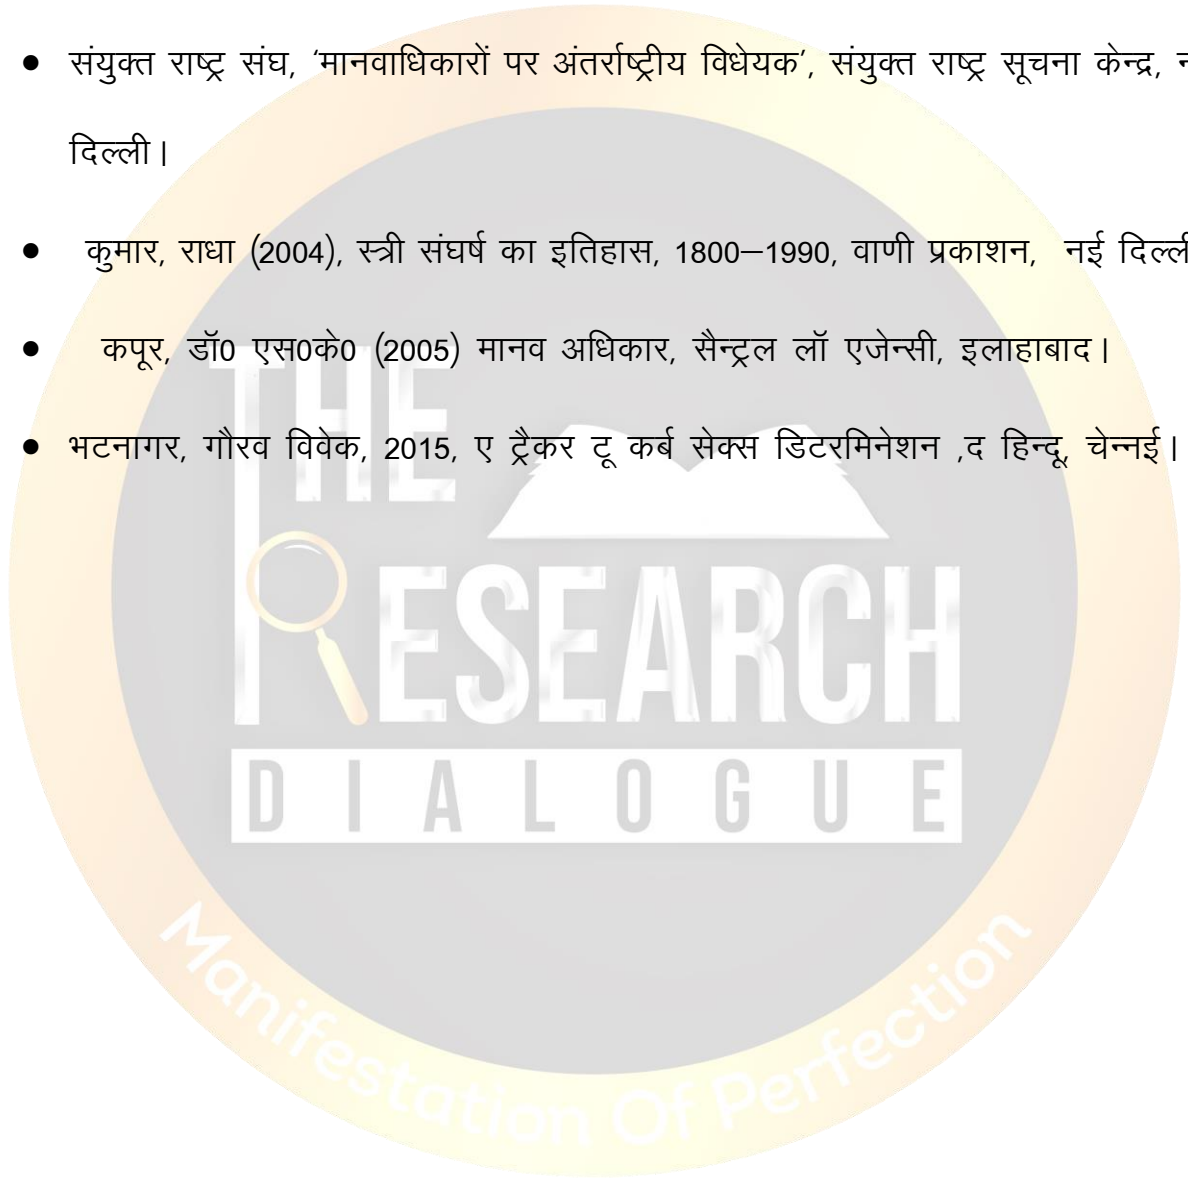 • संयुक्त राष्ट्र संघ, ‘मानवाधिकारों पर अंतर्राष्ट्रीय विधेयक’, संयुक्त राष्ट्र सूचना केन्द्र,
दिल्ली।
• कुमार, राधा (2004), स्त्री संघर्ष का इतिहास, 1800–1990, वाणी प्रकाशन, नई दिल्ली
• कपूर, डॉ0 एस0के0 (2005) मानव अधिकार, सैन्ट्रल लॉ एजेन्सी, इलाहाबाद।
• भटनागर, गौरव विवेक, 2015, ए ट्रैकर टू कर्ब सेक्स डिटरमिनेशन ,द हिन्दू, चेन्नई।
THE
RESEARCH
DIALOGUE
Manifestation Of Perfection